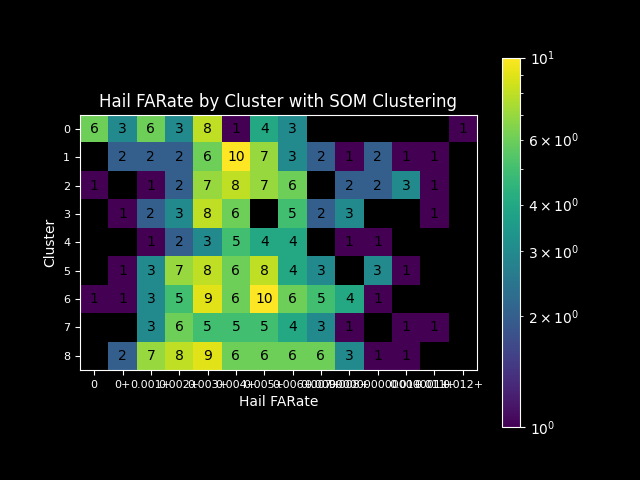 Hail FARate by Cluster with SOM Clustering
0 6 3 6 3 8 1 4 3 1
1 2 2 2 6 10 7 3 2 1 2 1 1
2 1 1 2 7 8 7 6 2 2 3 1
3 1 2 3 8 6 5 2 3 1
4 1 2 3 5 4 4 1 1
5 1 3 7 8 6 8 4 3 3 1
6 1 1 3 5 9 6 10 6 5 4 1
7 3 6 5 5 5 4 3 1 1 1
8 2 7 8 9 6 6 6 6 3 1 1
0 0+
Hail FARate
Cluster
10¹
6 × 10⁰
4 × 10⁰
3 × 10⁰
2 × 10⁰
10⁰